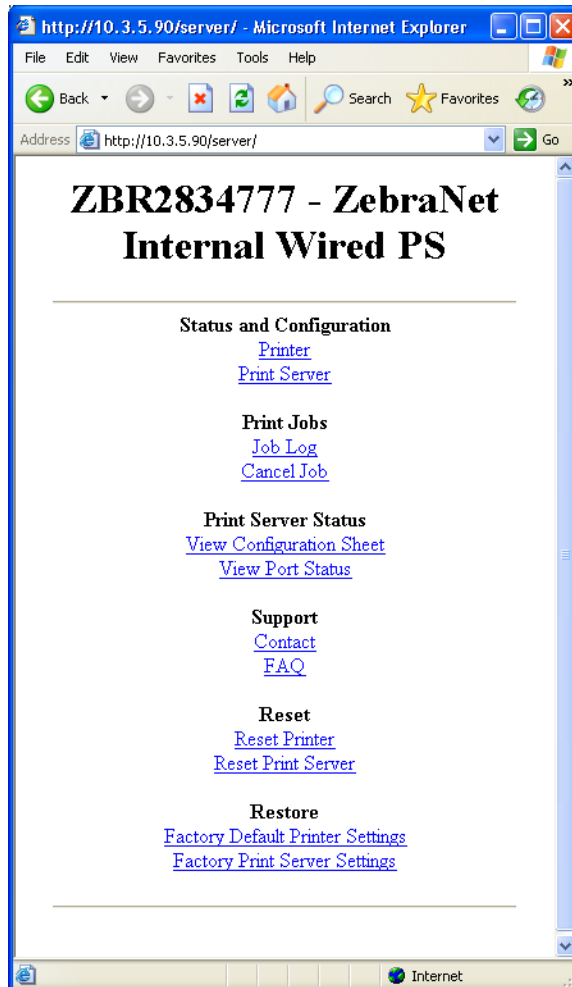 http://10.3.5.90/server/ - Microsoft Internet Explorer
File Edit View Favorites Tools Help
Back Search Favorites »
Address http://10.3.5.90/server/ Go
ZBR2834777 - ZebraNet
Internal Wired PS
Status and Configuration
Printer
Print Server
Print Jobs
Job Log
Cancel Job
Print Server Status
View Configuration Sheet
View Port Status
Support
Contact
FAQ
Reset
Reset Printer
Reset Print Server
Restore
Factory Default Printer Settings
Factory Print Server Settings
Internet